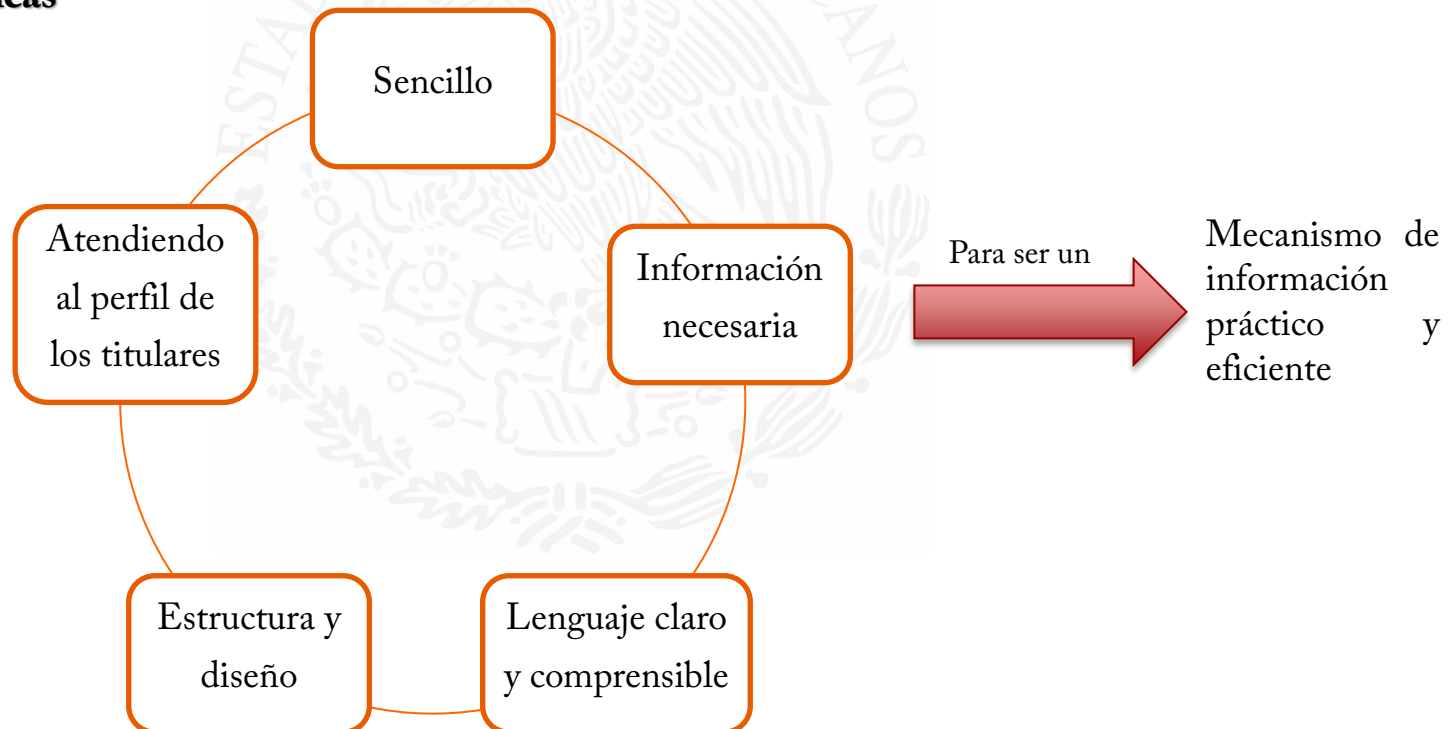 Sencillo
Atendiendo
al perfil de
los titulares
Información
necesaria
Estructura y
diseño
Lenguaje claro
y comprensible
Para ser un
Mecanismo de
información
práctico y
eficiente